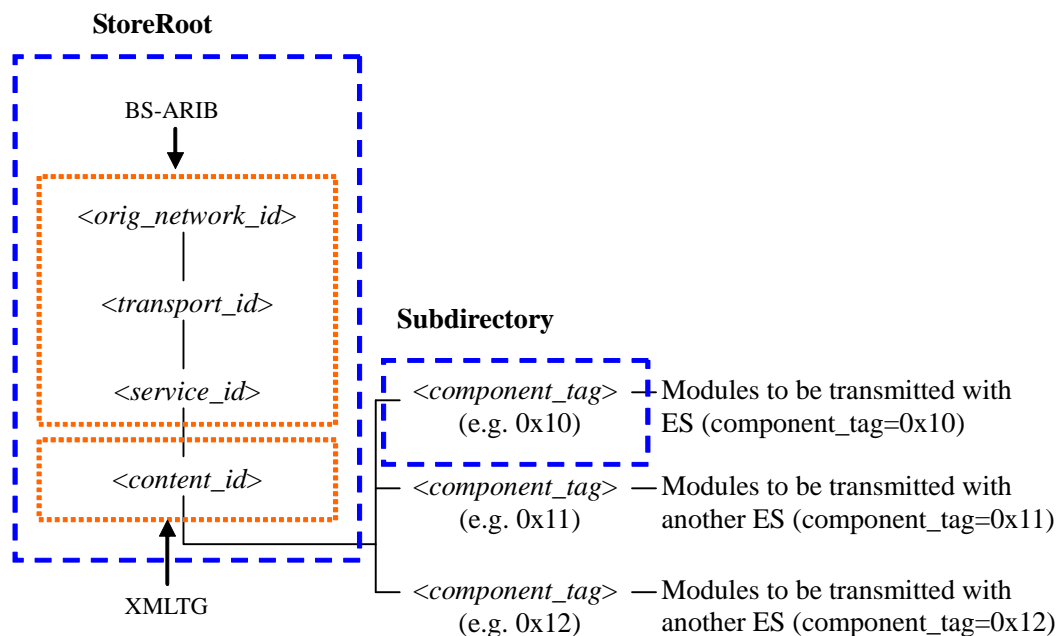 StoreRoot
BS-ARIB
<orig_network_id>
<transport_id>
<service_id>
<content_id>
XMLTG
Subdirectory
<component_tag>
(e.g. 0x10)
Modules to be transmitted with
ES (component_tag=0x10)
<component_tag>
(e.g. 0x11)
Modules to be transmitted with
another ES (component_tag=0x11)
<component_tag>
(e.g. 0x12)
Modules to be transmitted with
another ES (component_tag=0x12)